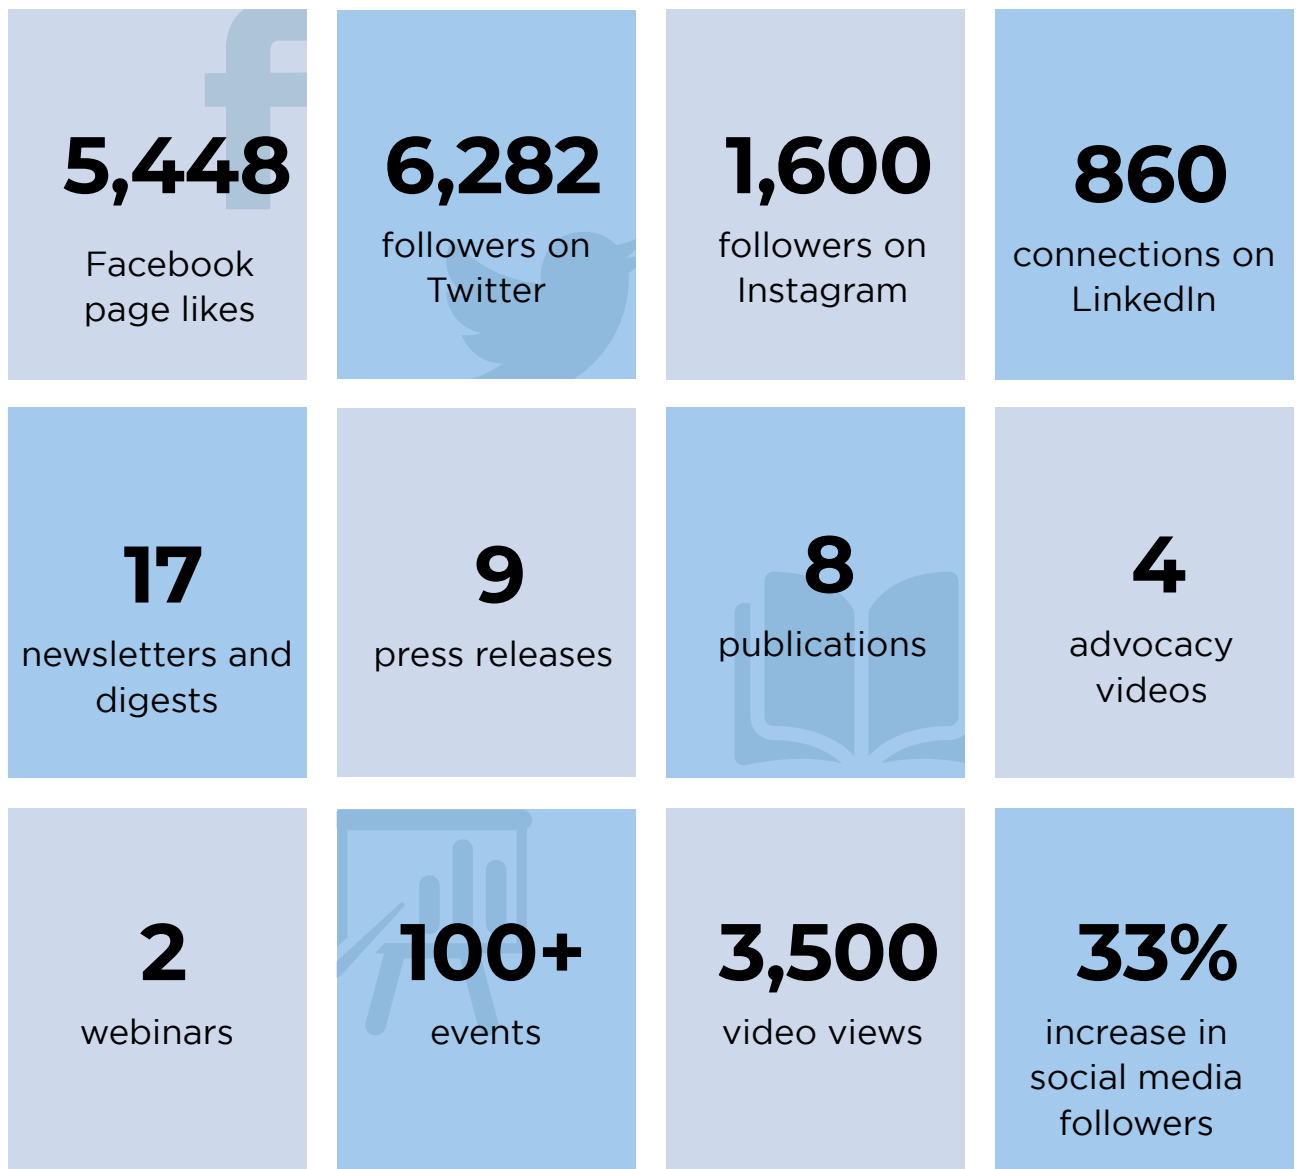 5,448
Facebook
page likes
6,282
followers on
Twitter
1,600
followers on
Instagram
860
connections on
LinkedIn
17
newsletters and
digests
9
press releases
8
publications
4
advocacy
videos
2
webinars
100+
events
3,500
video views
33%
increase in
social media
followers